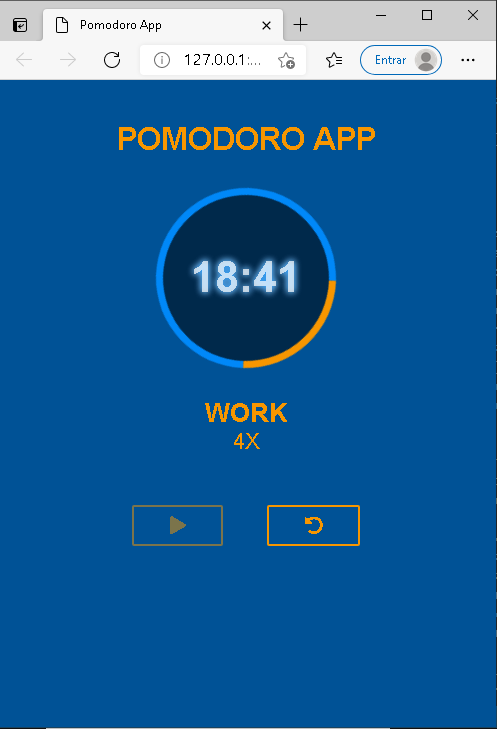 Pomodoro App
127.0.0.1:...
Entrar
POMODORO APP
18:41
WORK
4X